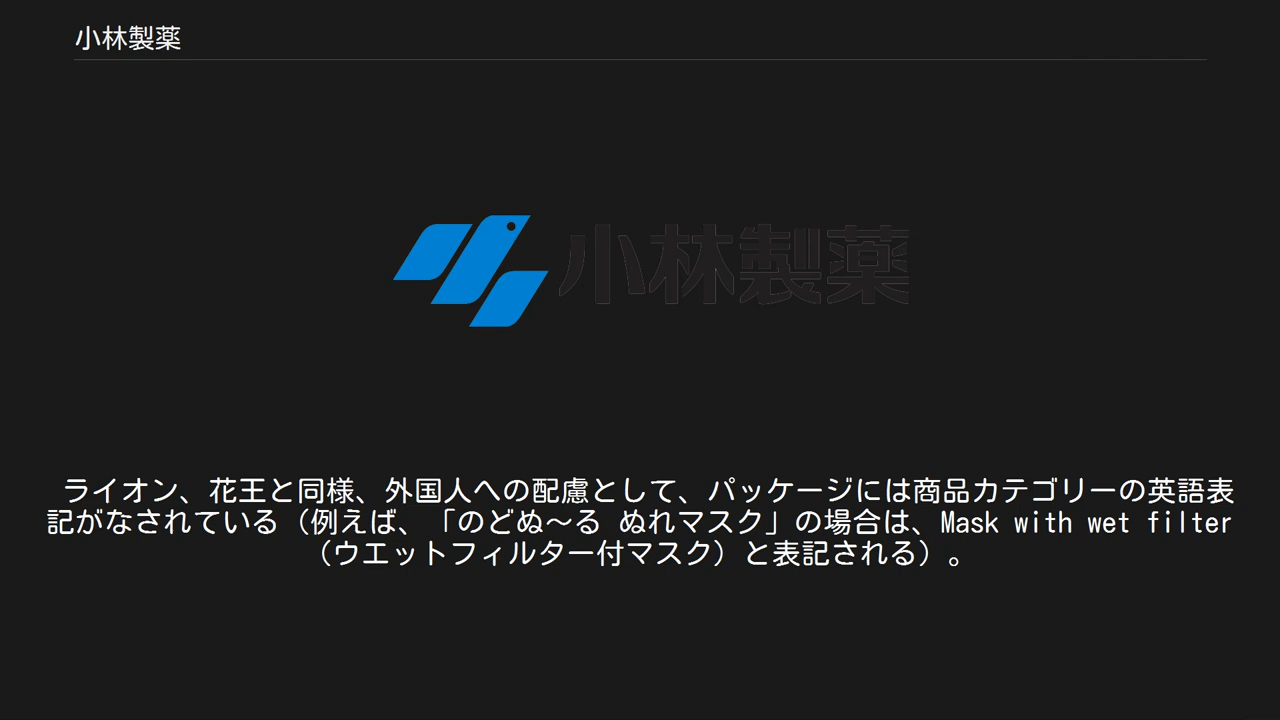 小林製薬
小林製薬
ライオン、花王と同様、外国人への配慮として、パッケージには商品カテゴリーの英語表
記がなされている（例えば、「のどぬ〜る ぬれマスク」の場合は、Mask with wet filter
（ウエットフィルター付マスク）と表記される）。